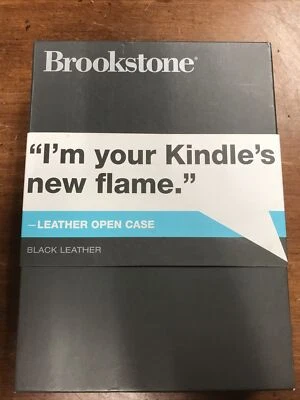 Brookstone®
“I'm your Kindle's
new flame.”
–LEATHER OPEN CASE
BLACK LEATHER